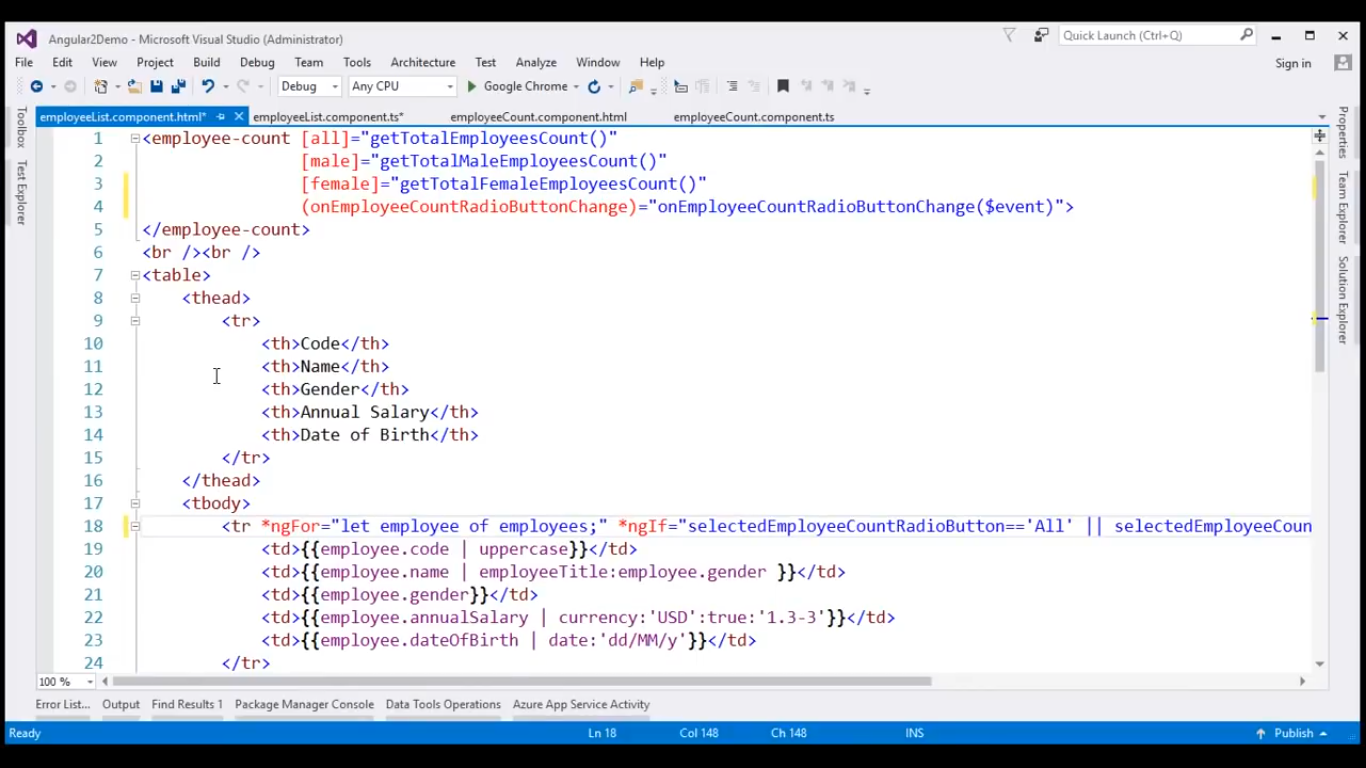 Angular2Demo - Microsoft Visual Studio (Administrator)
Quick Launch (Ctrl+Q)
File Edit View Project Build Debug Team Tools Architecture Test Analyze Window Help
Sign in
Debug Any CPU Google Chrome
employeeList.component.html* employeeList.component.ts* employeeCount.component.html employeeCount.component.ts
Toolbox
Test Explorer
1 <employee-count [all]="getTotalEmployeesCount()"
2 [male]="getTotalMaleEmployeesCount()"
3 [female]="getTotalFemaleEmployeesCount()"
4 (onEmployeeCountRadioButtonChange)="onEmployeeCountRadioButtonChange($event)">
5 </employee-count>
6 <br /><br />
7 <table>
8 <thead>
9 <tr>
10 <th>Code</th>
11 <th>Name</th>
12 <th>Gender</th>
13 <th>Annual Salary</th>
14 <th>Date of Birth</th>
15 </tr>
16 </thead>
17 <tbody>
18 <tr *ngFor="let employee of employees;" *ngIf="selectedEmployeeCountRadioButton=='All' || selectedEmployeeCoun
19 <td>{{employee.code | uppercase}}</td>
20 <td>{{employee.name | employeeTitle:employee.gender }}</td>
21 <td>{{employee.gender}}</td>
22 <td>{{employee.annualSalary | currency:'USD':true:'1.3-3'}}</td>
23 <td>{{employee.dateOfBirth | date:'dd/MM/y'}}</td>
24 </tr>
Properties
Team Explorer
Solution Explorer
100 %
Error List... Output Find Results 1 Package Manager Console Data Tools Operations Azure App Service Activity
Ready Ln 18 Col 148 Ch 148 INS Publish